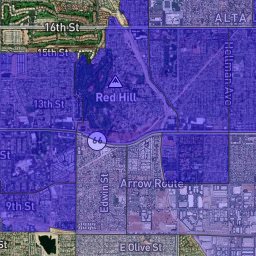 16th St
ALTA L
15th St
Hellman Ave
Red Hill
13th St
66
St
Edwin St
Arrow Route
9th St
St
E Olive St